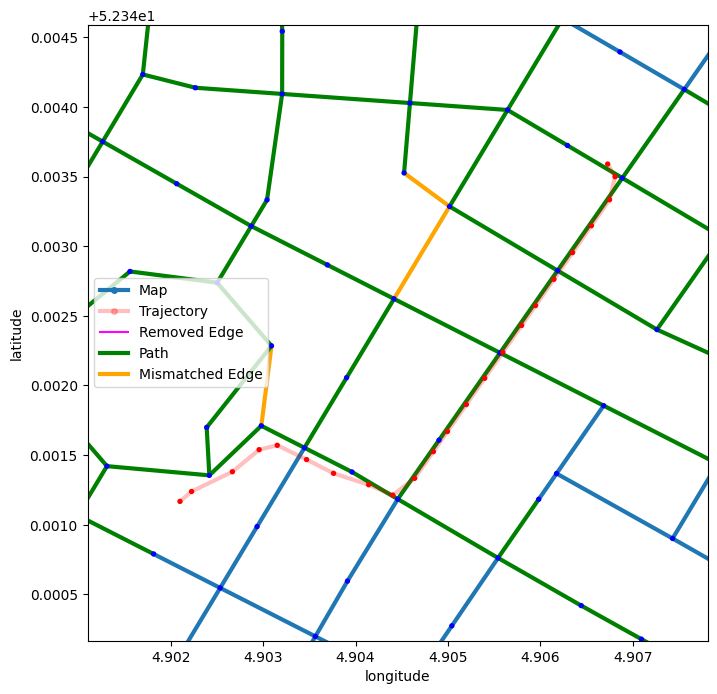 +5.234e1
0.0045
0.0040
0.0035
0.0030
0.0025
0.0020
0.0015
0.0010
0.0005
latitude
Map
Trajectory
Removed Edge
Path
Mismatched Edge
4.902 4.903 4.904 4.905 4.906 4.907
longitude